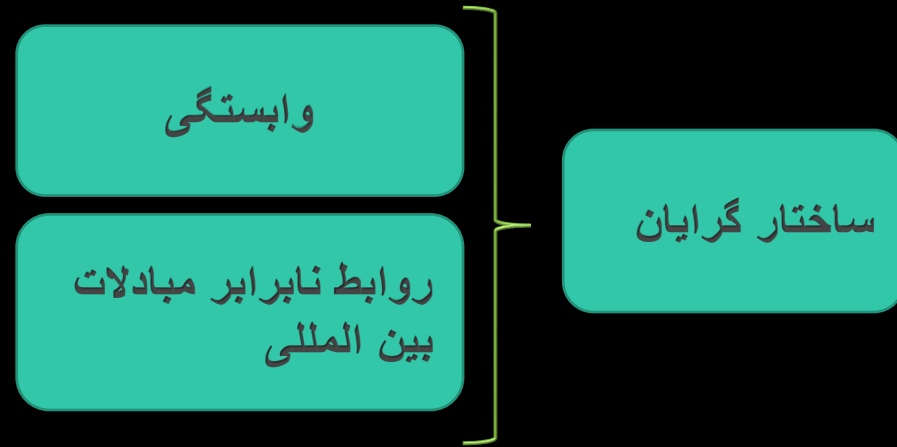 ساختار گرایان
وابستگی
روابط نابرابر مبادلات
بین المللی